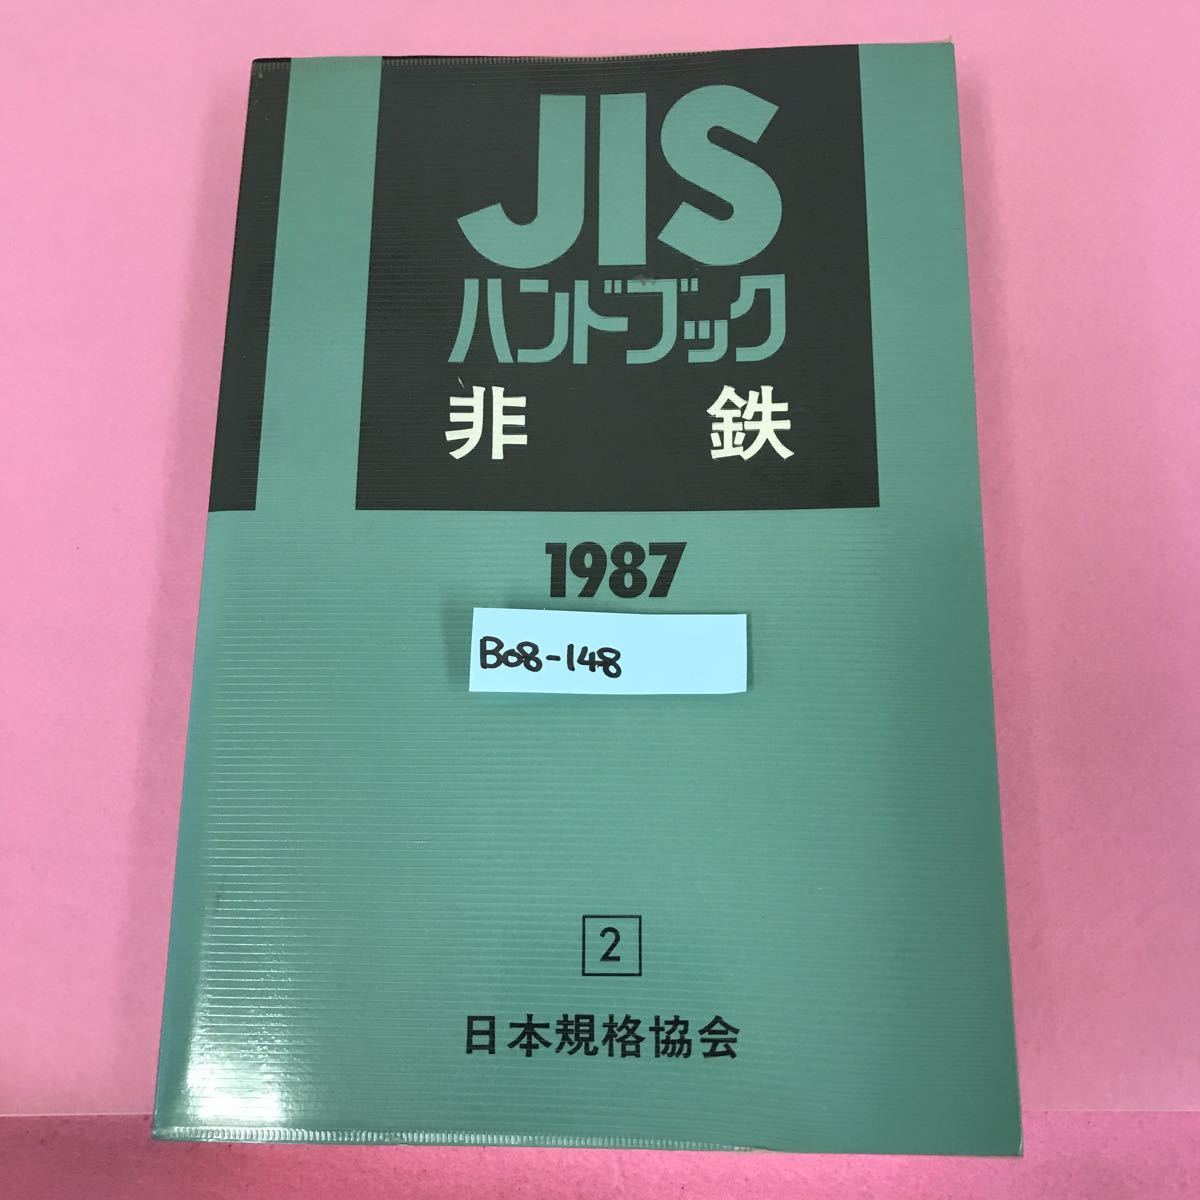 JIS
ハンドブック
非 鉄
1987
B08-148
2
日本規格協会